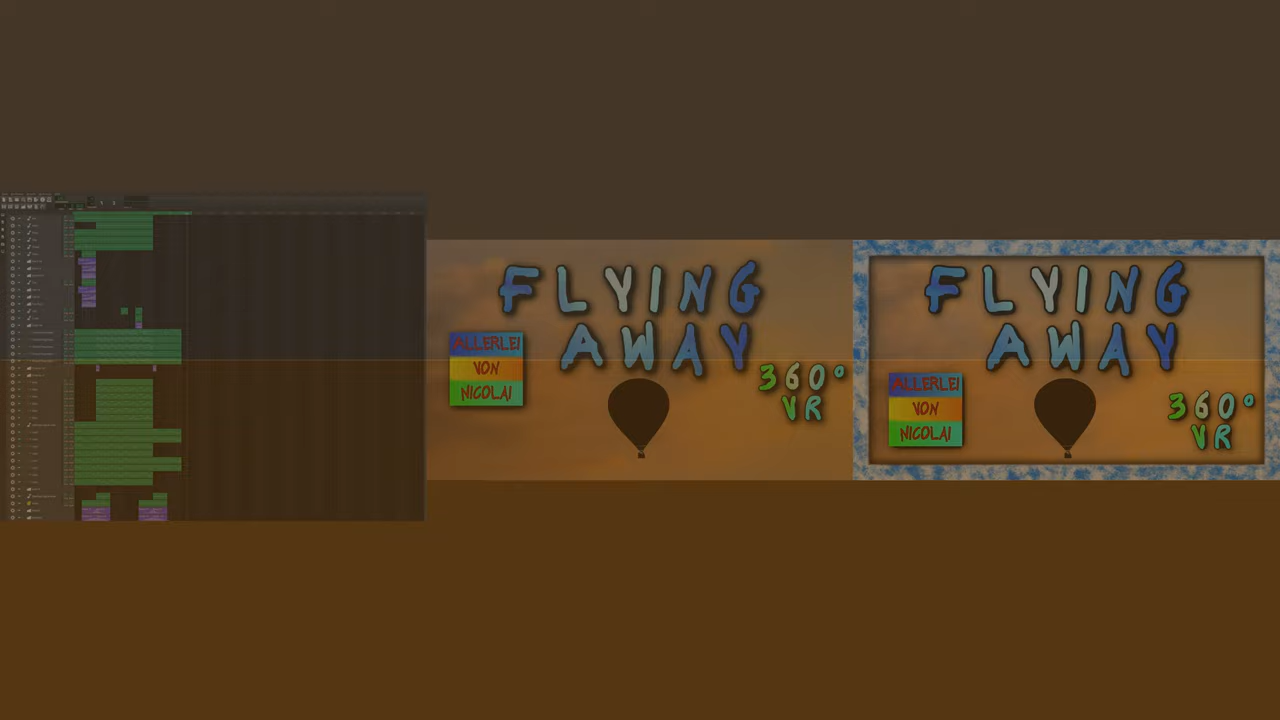 FLYING
AWAY
ALLERLEI
VON
NICOLAI
360°
VR
FLYING
AWAY
ALLERLEI
VON
NICOLAI
360°
VR